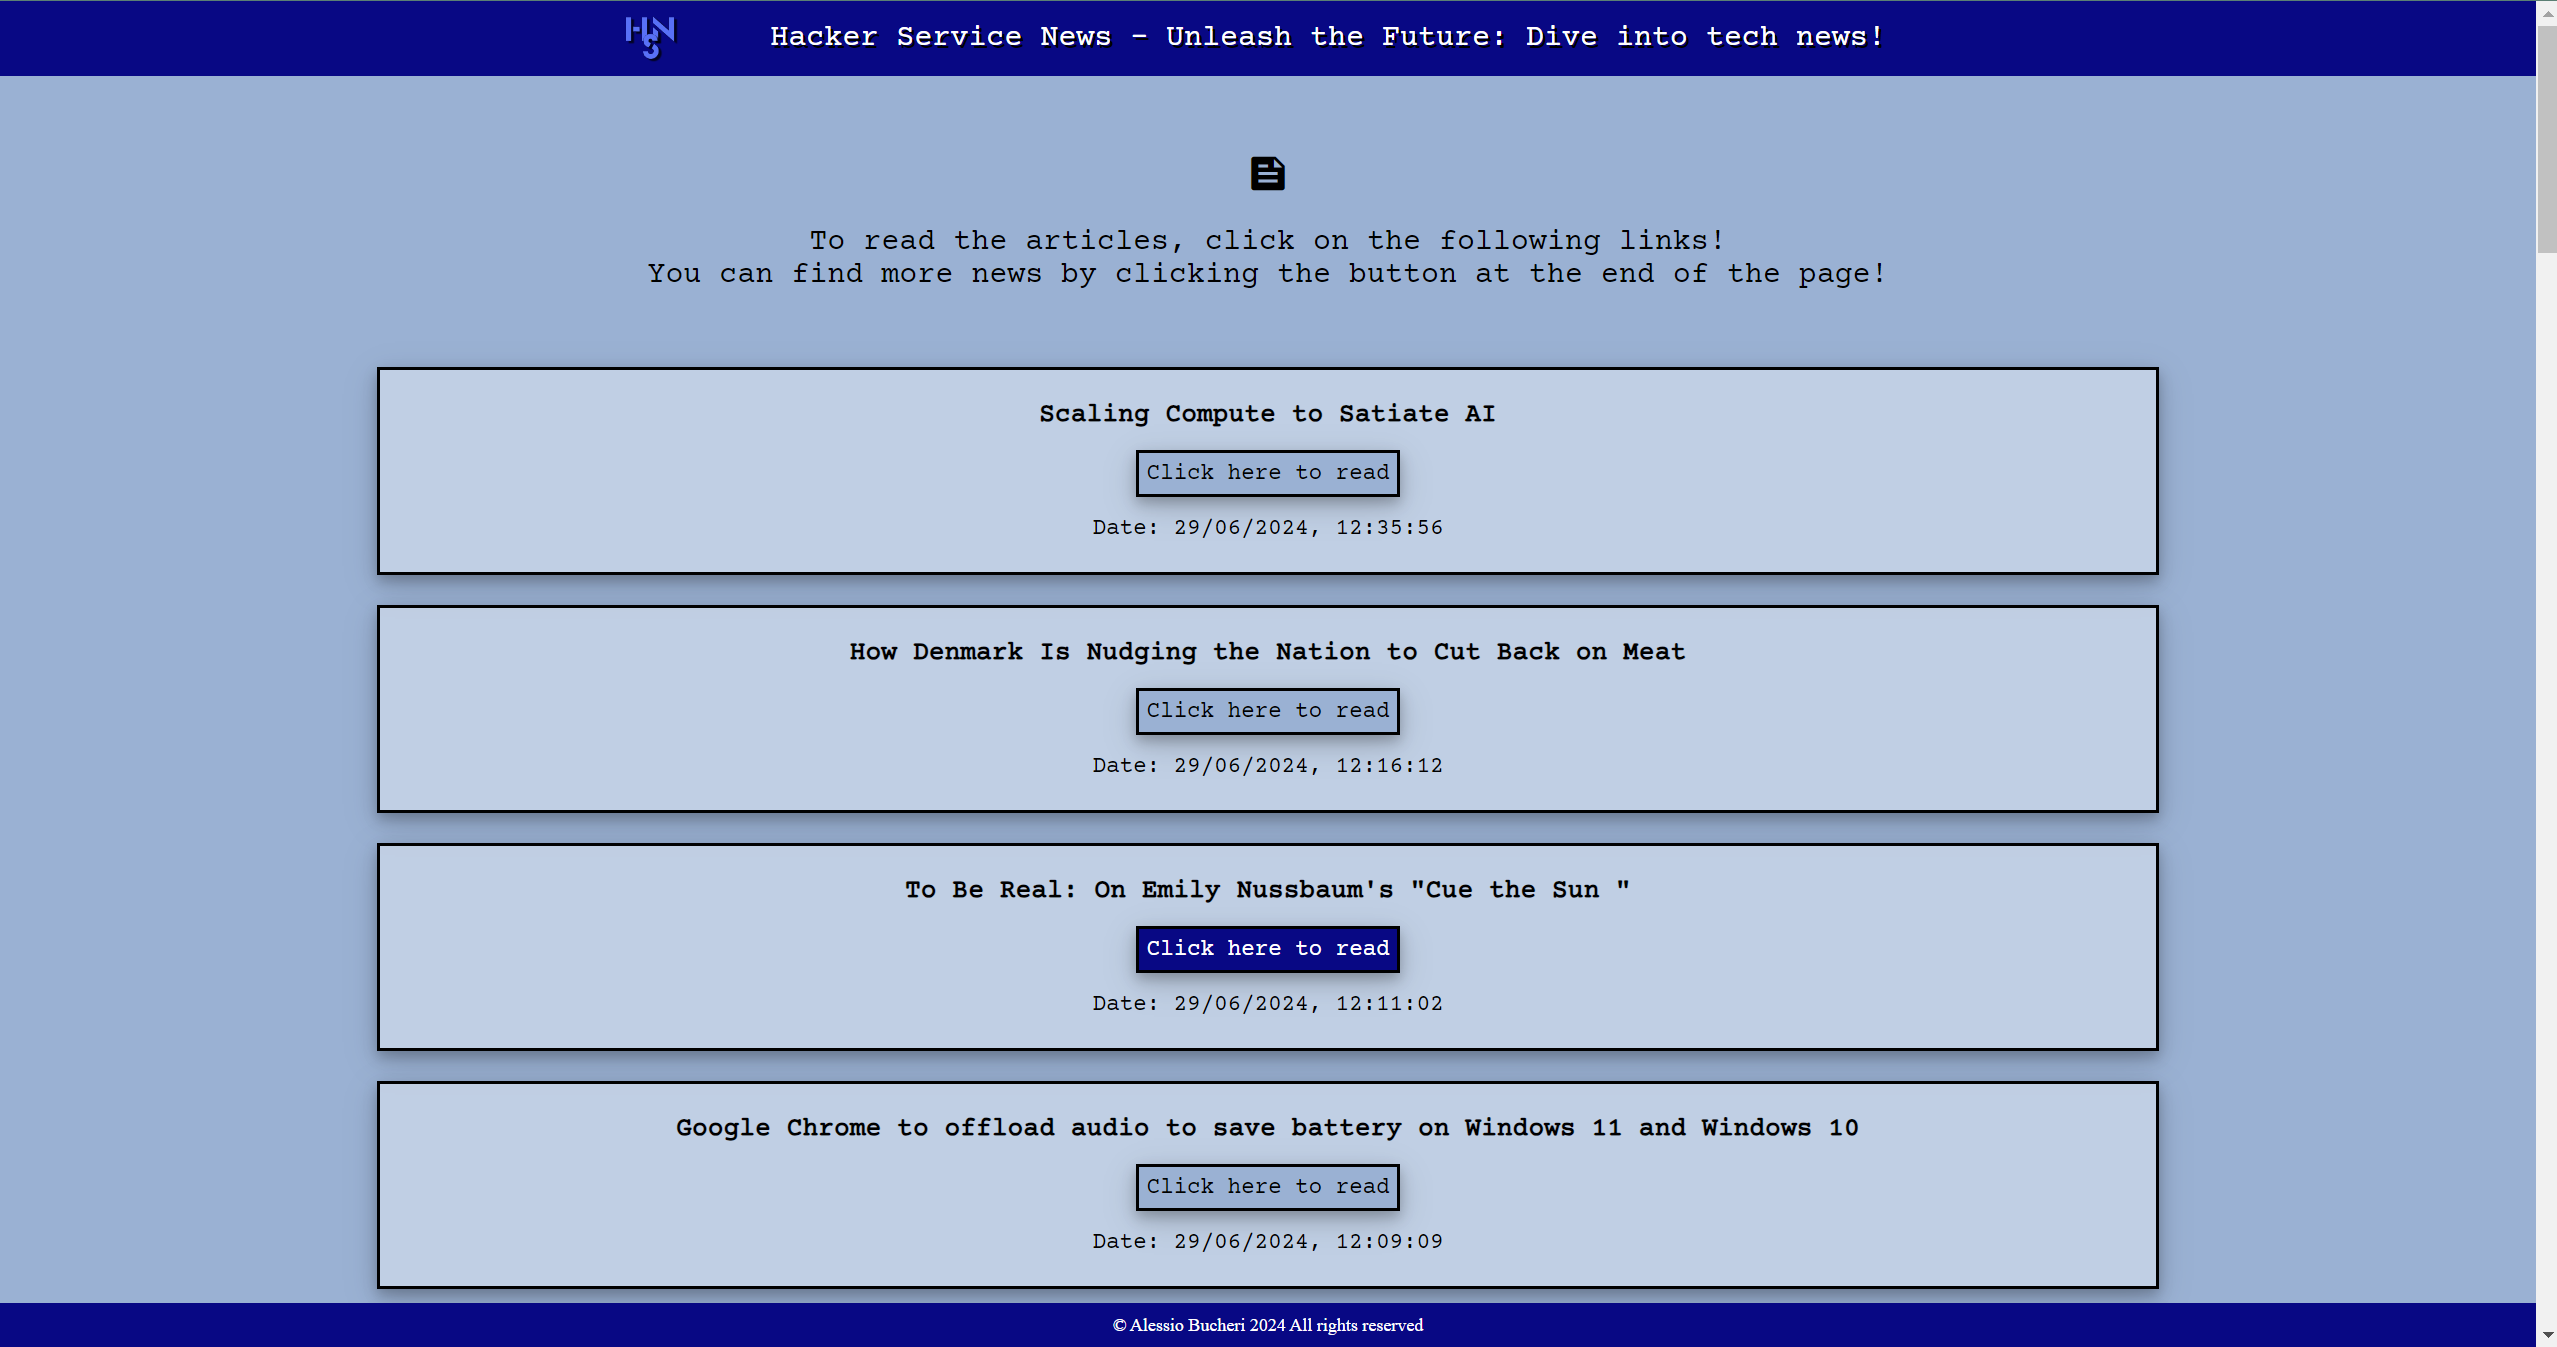 HSN
Hacker Service News - Unleash the Future: Dive into tech news!
To read the articles, click on the following links!
You can find more news by clicking the button at the end of the page!
Scaling Compute to Satiate AI
Click here to read
Date: 29/06/2024, 12:35:56
How Denmark Is Nudging the Nation to Cut Back on Meat
Click here to read
Date: 29/06/2024, 12:16:12
To Be Real: On Emily Nussbaum's "Cue the Sun "
Click here to read
Date: 29/06/2024, 12:11:02
Google Chrome to offload audio to save battery on Windows 11 and Windows 10
Click here to read
Date: 29/06/2024, 12:09:09
© Alessio Bucheri 2024 All rights reserved